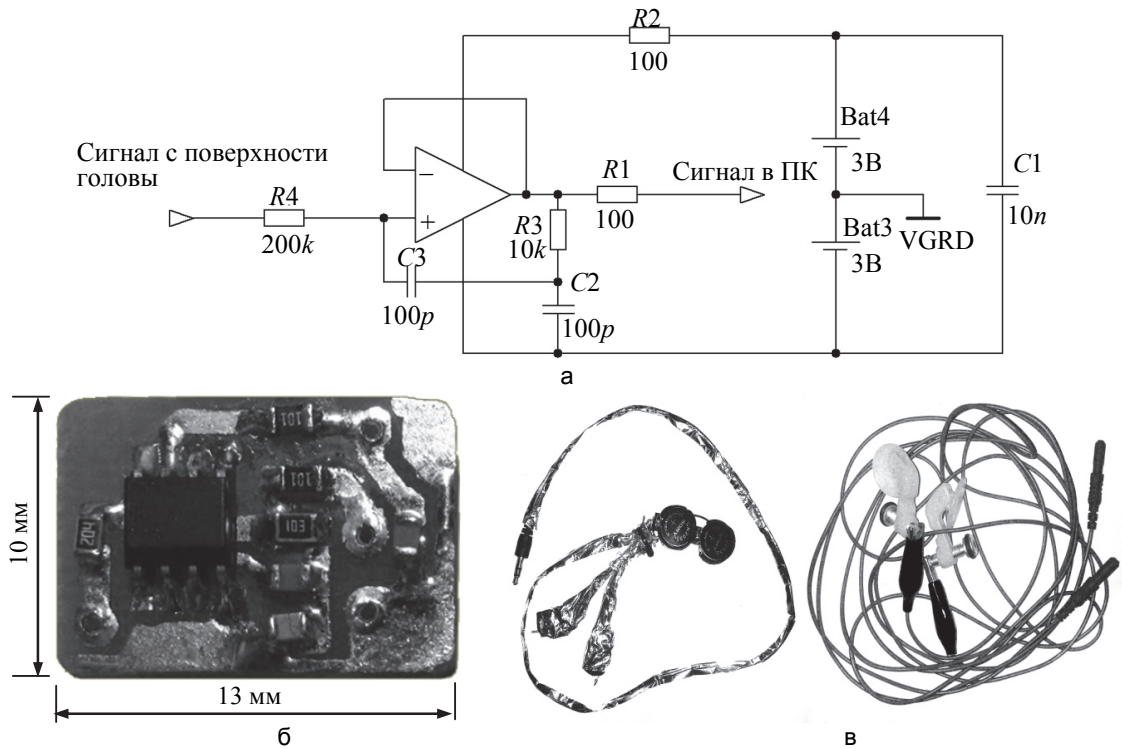 R2
100
Bat4
3В
C1
10n
Bat3
3В
VGRD
Сигнал с поверхности
головы
R4
200k
−
+
R1
100
Сигнал в ПК
R3
10k
C3
100p
C2
100p
а
10 мм
13 мм
101
101
E01
204
б
в